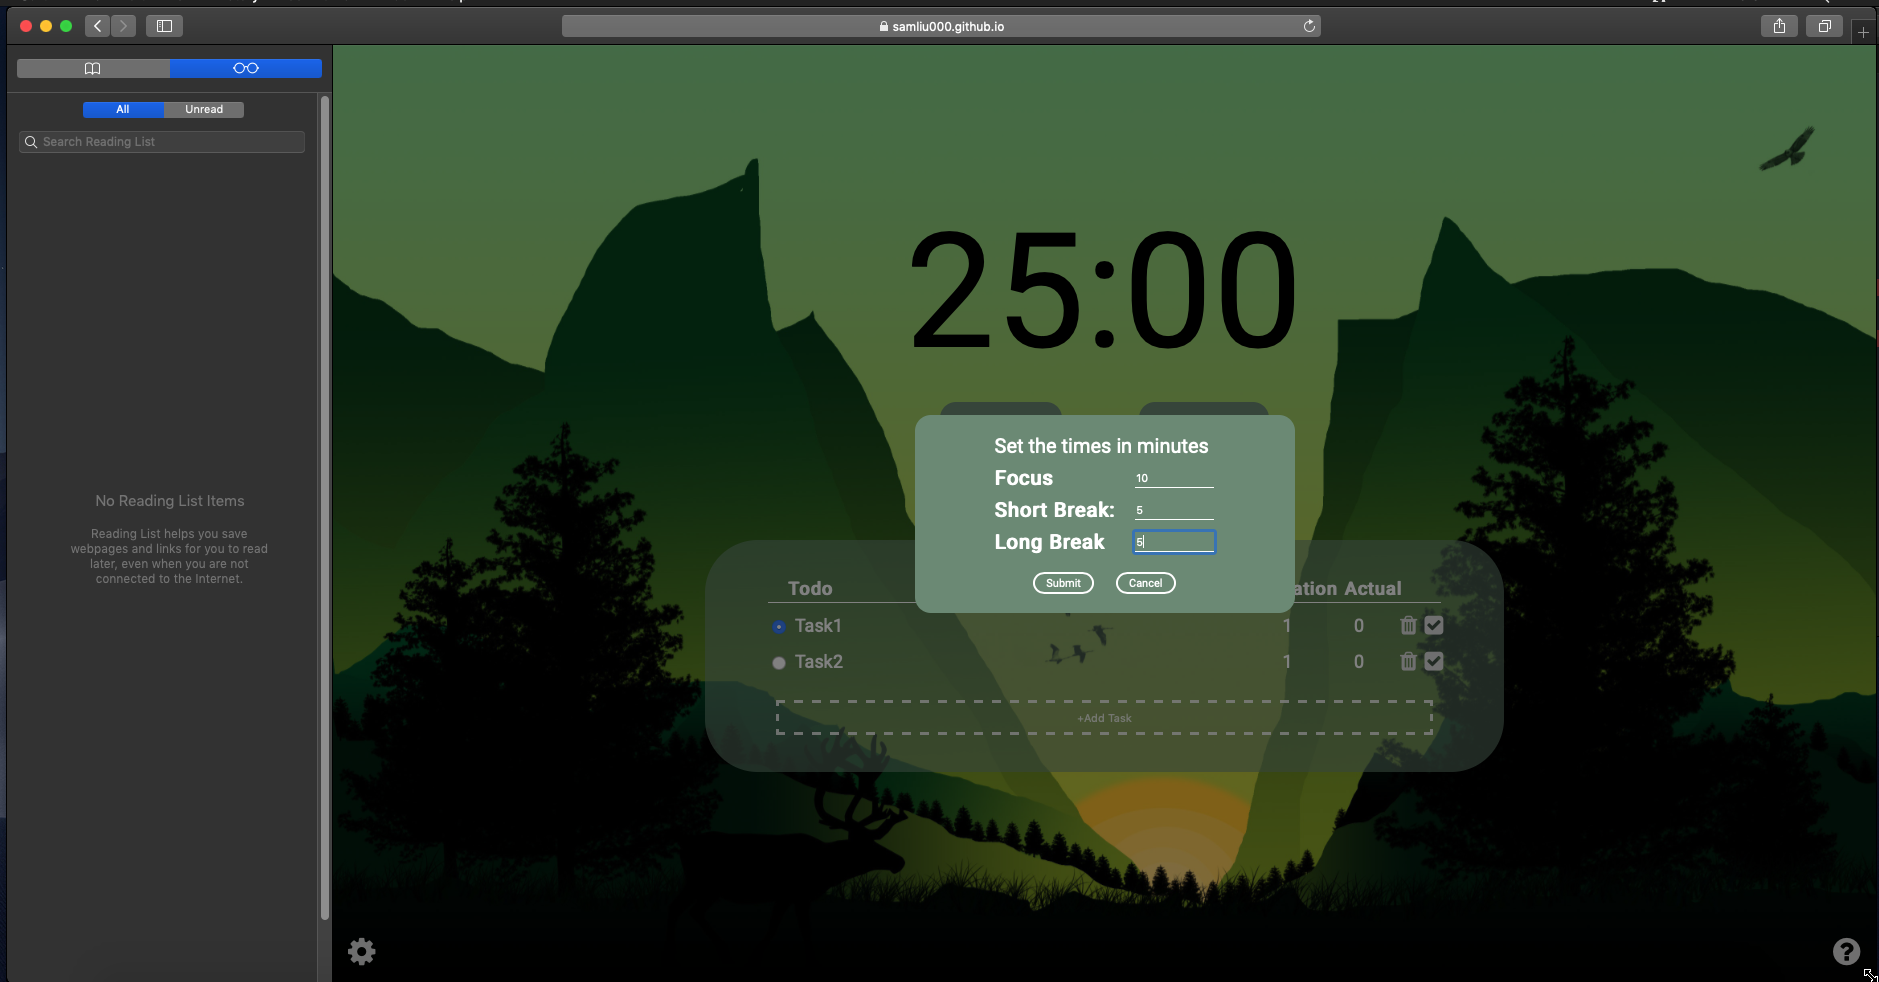 samliu000.github.io
All Unread
Search Reading List
No Reading List Items
Reading List helps you save
webpages and links for you to read
later, even when you are not
connected to the Internet.
25:00
Set the times in minutes
Focus 10
Short Break: 5
Long Break 5
Submit Cancel
Todo ation Actual
Task1 1 0
Task2 1 0
+Add Task
?